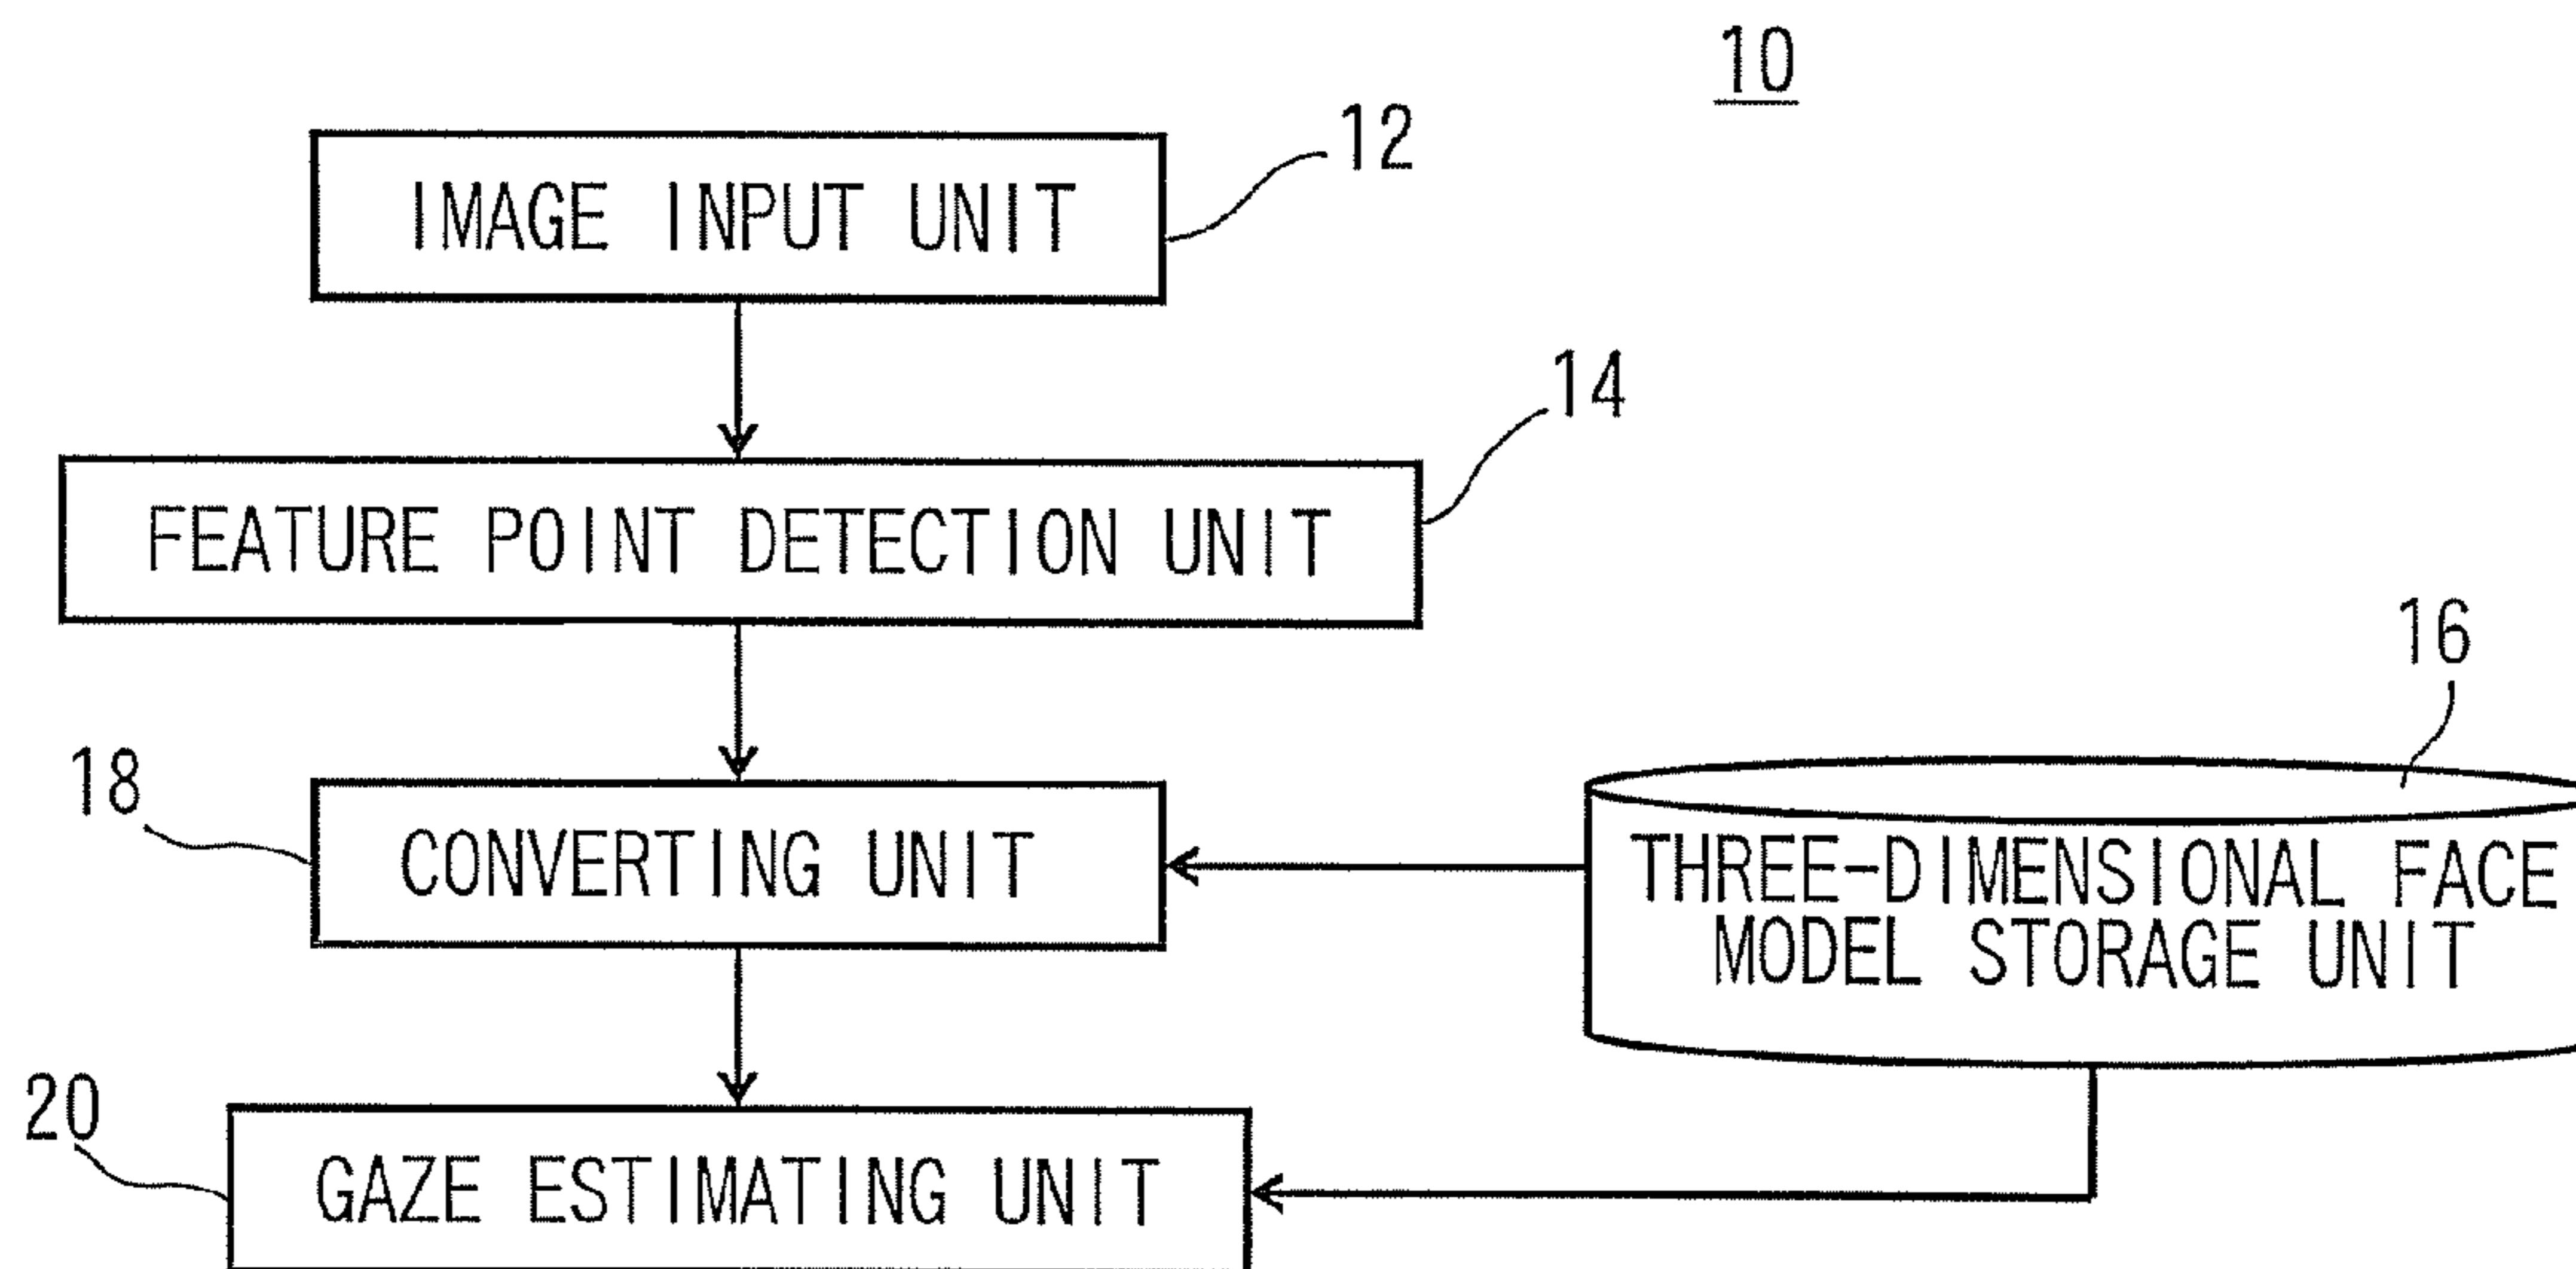 10
12
IMAGE INPUT UNIT
14
FEATURE POINT DETECTION UNIT
16
18
CONVERTING UNIT
THREE-DIMENSIONAL FACE
MODEL STORAGE UNIT
20
GAZE ESTIMATING UNIT